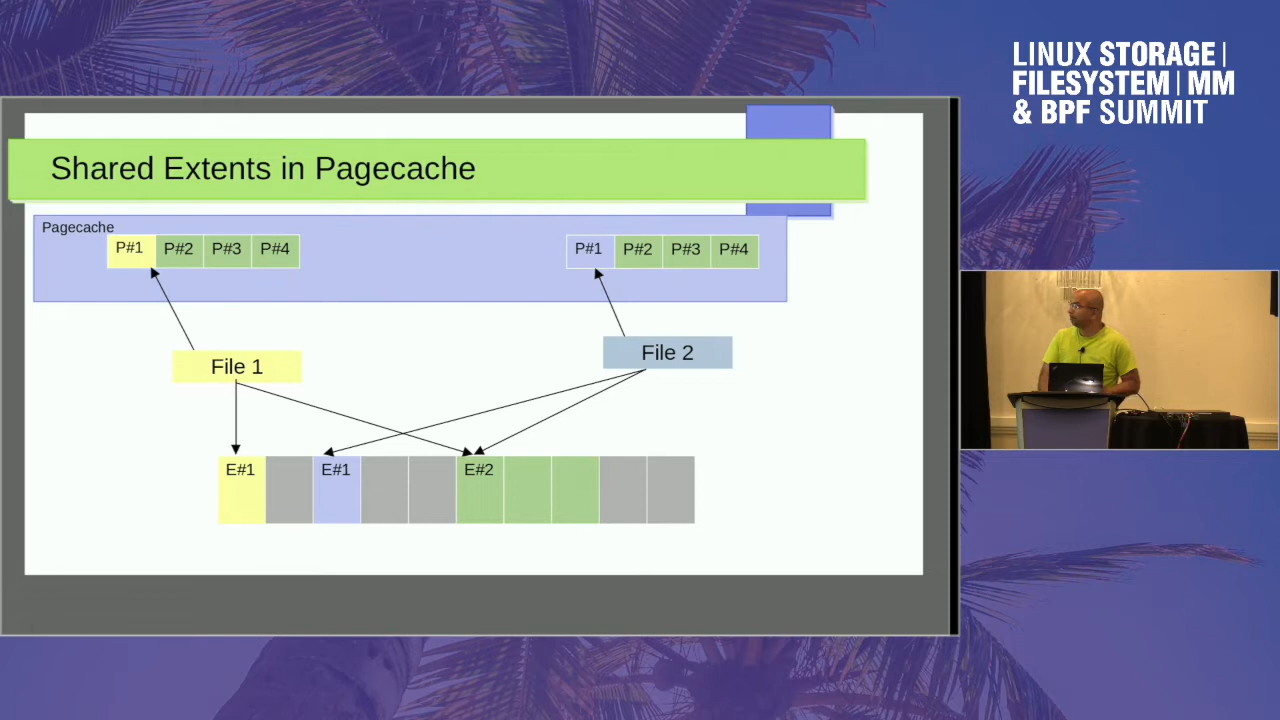 LINUX STORAGE |
FILESYSTEM | MM
& BPF SUMMIT
Shared Extents in Pagecache
Pagecache
P#1 P#2 P#3 P#4
P#1 P#2 P#3 P#4
File 1
File 2
E#1 E#1 E#2